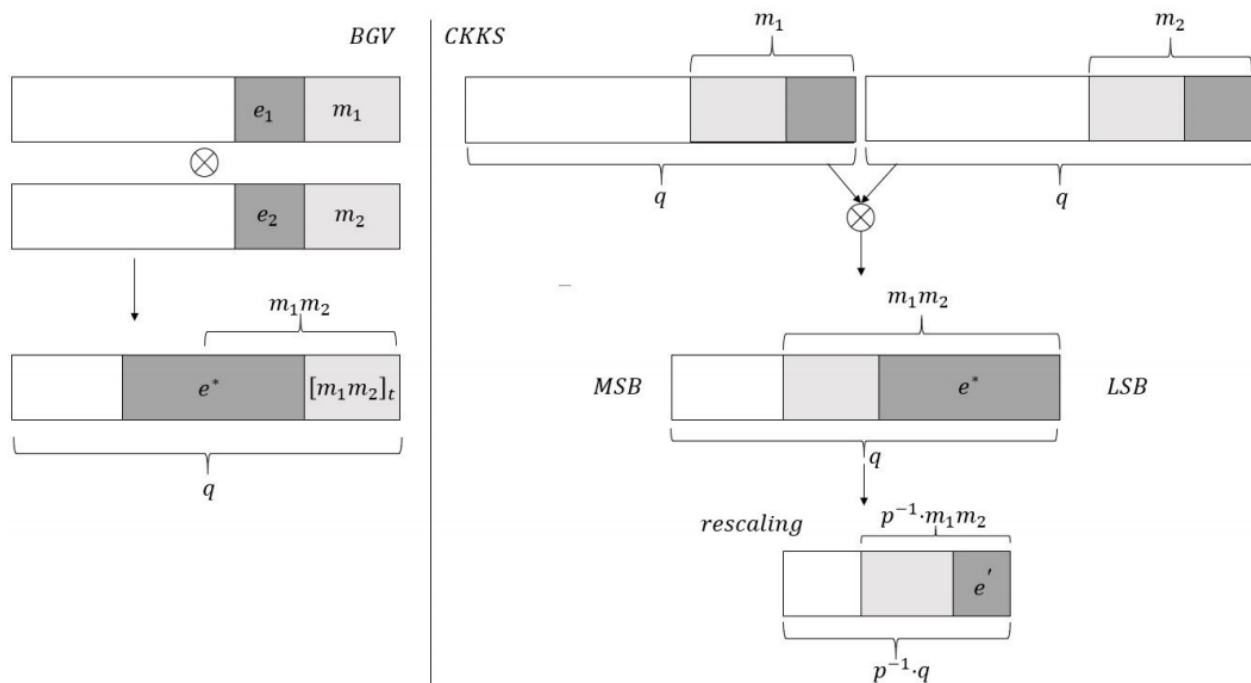 BGV
e₁ m₁
⊗
e₂ m₂
m₁m₂
e* [m₁m₂]ₜ
q
CKKS
m₁ m₂
q q
⊗
m₁m₂
MSB e* LSB
q
rescaling p⁻¹·m₁m₂
e′
p⁻¹·q